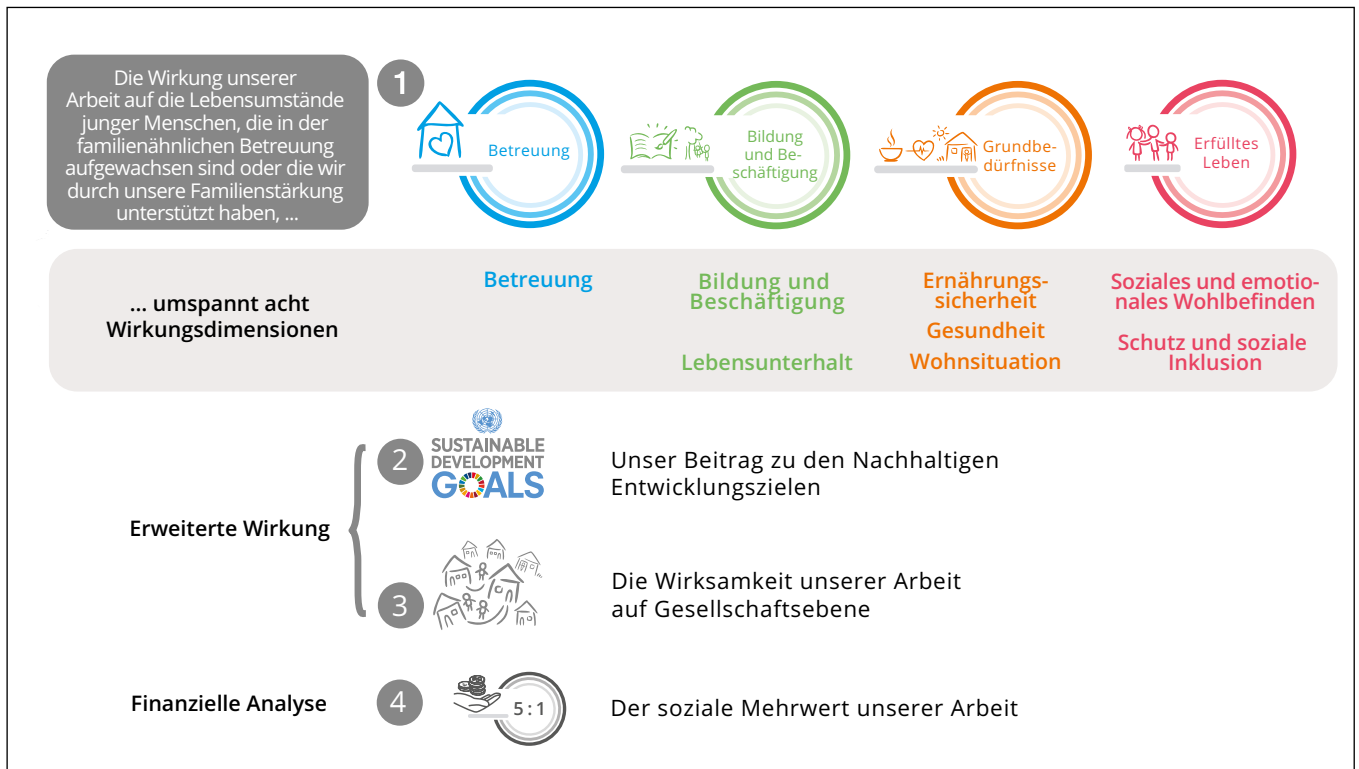 Die Wirkung unserer
Arbeit auf die Lebensumstände
junger Menschen, die in der
familienähnlichen Betreuung
aufgewachsen sind oder die wir
durch unsere Familienstärkung
unterstützt haben, ...
1
Betreuung
Bildung
und Be-
schäftigung
Grundbe-
dürfnisse
Erfülltes
Leben
... umspannt acht
Wirkungsdimensionen
Betreuung
Bildung und
Beschäftigung
Lebensunterhalt
Ernährungs-
sicherheit
Gesundheit
Wohnsituation
Soziales und emotio-
nales Wohlbefinden
Schutz und soziale
Inklusion
Erweiterte Wirkung
2
SUSTAINABLE
DEVELOPMENT
GOALS
Unser Beitrag zu den Nachhaltigen
Entwicklungszielen
3
Die Wirksamkeit unserer Arbeit
auf Gesellschaftsebene
Finanzielle Analyse
4
5 : 1
Der soziale Mehrwert unserer Arbeit